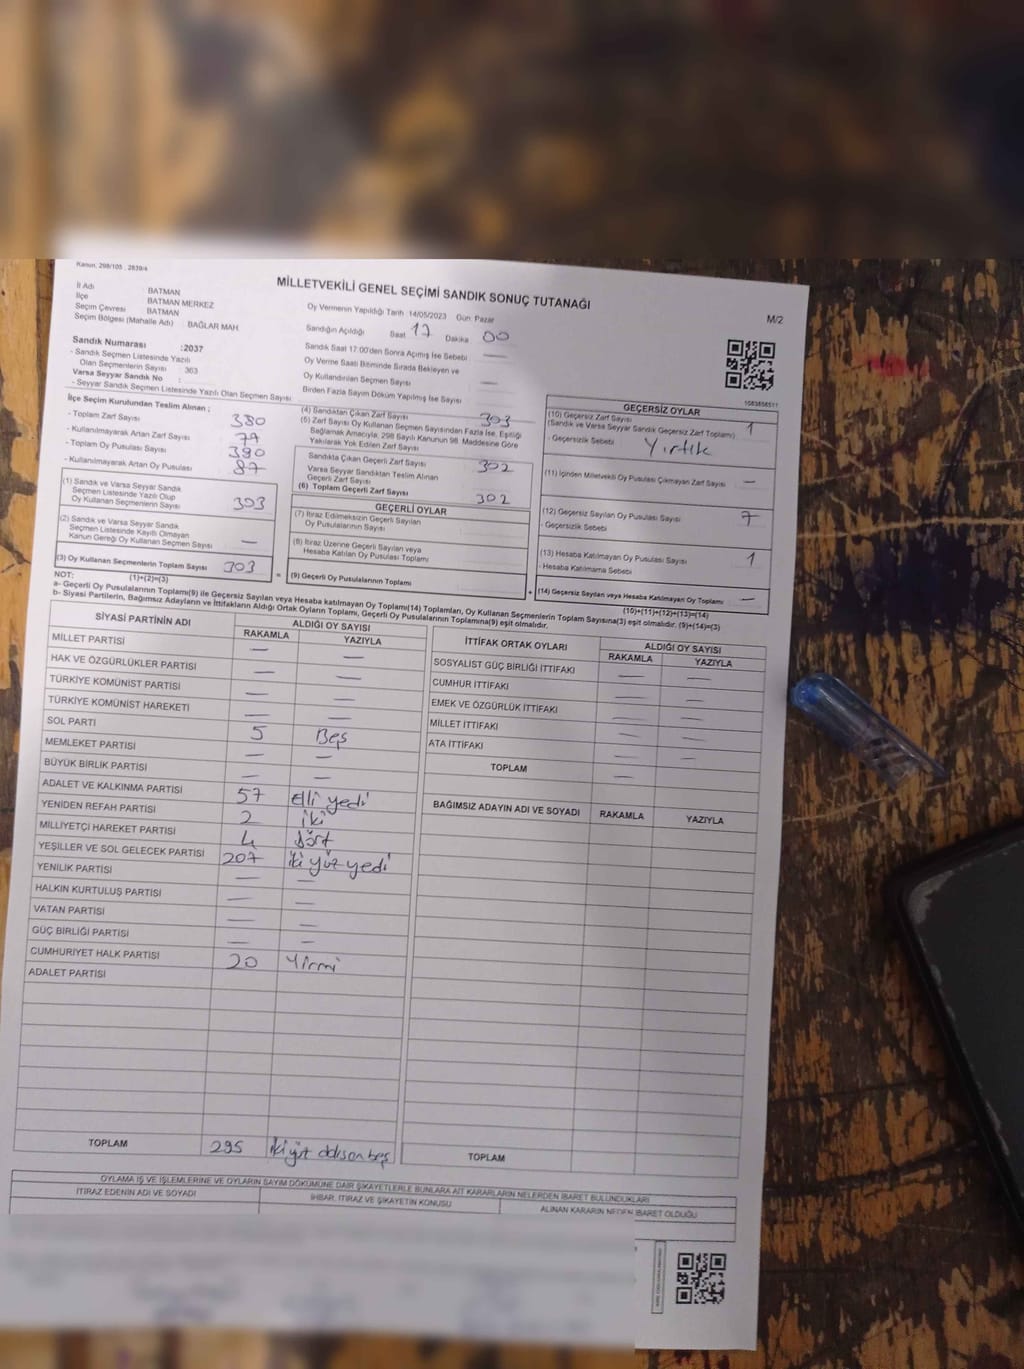 Kanun, 298/105 , 2839/4
MİLLETVEKİLİ GENEL SEÇİMİ SANDIK SONUÇ TUTANAĞI
M/2
İl Adı : BATMAN
İlçe BATMAN MERKEZ
Seçim Çevresi : BATMAN
Seçim Bölgesi (Mahalle Adı) : BAĞLAR MAH
Oy Vermenin Yapıldığı Tarih 14/05/2023 Gün: Pazar
Sandığın Açıldığı Saat 17 Dakika 00
Sandık Saat 17:00'den Sonra Açımış İse Sebebi —
Oy Verme Saati Bitiminde Sırada Bekleyen ve
Oy Kullandırılan Seçmen Sayısı —
Birden Fazla Sayım Döküm Yapılmış İse Sayısı
Sandık Numarası :2037
- Sandık Seçmen Listesinde Yazılı
Olan Seçmenlerin Sayısı : 363
Varsa Seyyar Sandık No :
- Seyyar Sandık Seçmen Listesinde Yazılı Olan Seçmen Sayısı
İlçe Seçim Kurulundan Teslim Alınan ;
- Toplam Zarf Sayısı 380
- Kullanılmayarak Artan Zarf Sayısı
- Toplam Oy Pusulası Sayısı 390
- Kullanılmayarak Artan Oy Pusulası 87
(1) Sandık ve Varsa Seyyar Sandık
Seçmen Listesinde Yazılı Olup
Oy Kullanan Seçmenlerin Sayısı 303
(2) Sandık ve Varsa Seyyar Sandık
Seçmen Listesinde Kayıtlı Olmayan
Kanun Gereği Oy Kullanan Seçmen Sayısı —
(3) Oy Kullanan Seçmenlerin Toplam Sayısı 303
(1)+(2)=(3)
(4) Sandıktan Çıkan Zarf Sayısı 303
(5) Zarf Sayısı Oy Kullanan Seçmen Sayısından Fazla İse, Eşitliği
Sağlamak Amacıyla, 298 Sayılı Kanunun 98. Maddesine Göre
Yakılarak Yok Edilen Zarf Sayısı
Sandıkta Çıkan Geçerli Zarf Sayısı 302
Varsa Seyyar Sandıktan Teslim Alınan
Geçerli Zarf Sayısı
(6) Toplam Geçerli Zarf Sayısı 302
GEÇERLİ OYLAR
(7) İtiraz Edilmeksizin Geçerli Sayılan
Oy Pusulalarının Sayısı
(8) İtiraz Üzerine Geçerli Sayılan veya
Hesaba Katılan Oy Pusulası Toplamı
= (9) Geçerli Oy Pusulalarının Toplamı
1083656511
GEÇERSİZ OYLAR
(10) Geçersiz Zarf Sayısı
(Sandık ve Varsa Seyyar Sandık Geçersiz Zarf Toplamı) 1
- Geçersizlik Sebebi Yırtık
(11) İçinden Milletvekili Oy Pusulası Çıkmayan Zarf Sayısı —
(12) Geçersiz Sayılan Oy Pusulası Sayısı 7
- Geçersizlik Sebebi
(13) Hesaba Katılmayan Oy Pusulası Sayısı 1
- Hesaba Katılmama Sebebi
+ (14) Geçersiz Sayılan veya Hesaba Katılmayan Oy Toplamı —
(10)+(11)+(12)+(13)=(14)
NOT:
a- Geçerli Oy Pusulaların Toplamı(9) ile Geçersiz Sayılan veya Hesaba katılmayan Oy Toplamı(14) Toplamları, Oy Kullanan Seçmenlerin Toplam Sayısına(3) eşit olmalıdır. (9)+(14)=(3)
b- Siyasi Partilerin, Bağımsız Adayların ve İttifakların Aldığı Ortak Oyların Toplamı, Geçerli Oy Pusulalarının Toplamına(9) eşit olmalıdır.
SİYASİ PARTİNİN ADI ALDIĞI OY SAYISI
RAKAMLA YAZIYLA
MİLLET PARTİSİ — —
HAK VE ÖZGÜRLÜKLER PARTİSİ — —
TÜRKİYE KOMÜNİST PARTİSİ — —
TÜRKİYE KOMÜNİST HAREKETİ — —
SOL PARTİ 5 Beş
MEMLEKET PARTİSİ — —
BÜYÜK BİRLİK PARTİSİ — —
ADALET VE KALKINMA PARTİSİ 57 elli yedi
YENİDEN REFAH PARTİSİ 2 iki
MİLLİYETÇİ HAREKET PARTİSİ 4 dört
YEŞİLLER VE SOL GELECEK PARTİSİ 207 iki yüz yedi
YENİLİK PARTİSİ — —
HALKIN KURTULUŞ PARTİSİ — —
VATAN PARTİSİ — —
GÜÇ BİRLİĞİ PARTİSİ — —
CUMHURİYET HALK PARTİSİ 20 Yirmi
ADALET PARTİSİ
TOPLAM 295 iki yüz doksan beş
İTTİFAK ORTAK OYLARI ALDIĞI OY SAYISI
RAKAMLA YAZIYLA
SOSYALİST GÜÇ BİRLİĞİ İTTİFAKI — —
CUMHUR İTTİFAKI — —
EMEK VE ÖZGÜRLÜK İTTİFAKI — —
MİLLET İTTİFAKI — —
ATA İTTİFAKI — —
TOPLAM —
BAĞIMSIZ ADAYIN ADI VE SOYADI RAKAMLA YAZIYLA
TOPLAM
OYLAMA İŞ VE İŞLEMLERİNE VE OYLARIN SAYIM DÖKÜMÜNE DAİR ŞİKAYETLERLE BUNLARA AİT KARARLARIN NELERDEN İBARET BULUNDUKLARI
İTİRAZ EDENİN ADI VE SOYADI İHBAR, İTİRAZ VE ŞİKAYETİN KONUSU ALINAN KARARIN NEDEN İBARET OLDUĞU